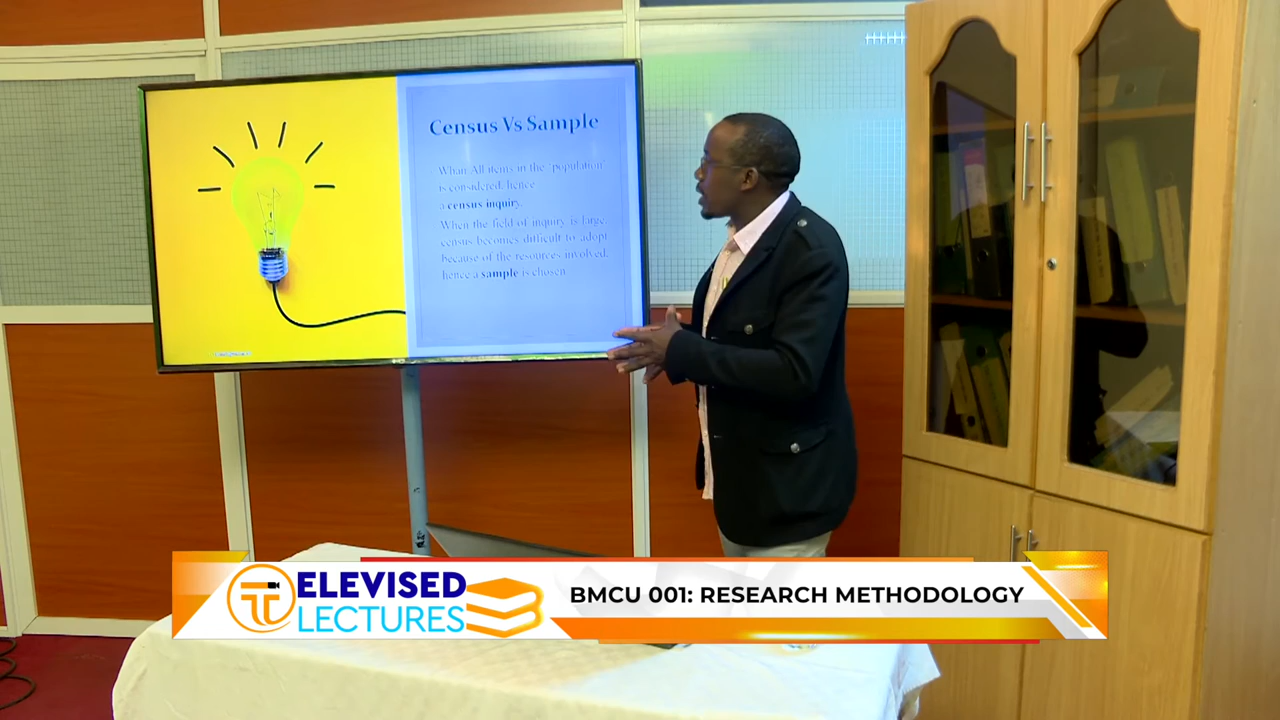 Census Vs Sample
When All items in the 'population'
is considered, hence
a census inquiry.
When the field of inquiry is large,
census becomes difficult to adopt
because of the resources involved,
hence a sample is chosen.
TELEVISED
LECTURES
BMCU 001: RESEARCH METHODOLOGY